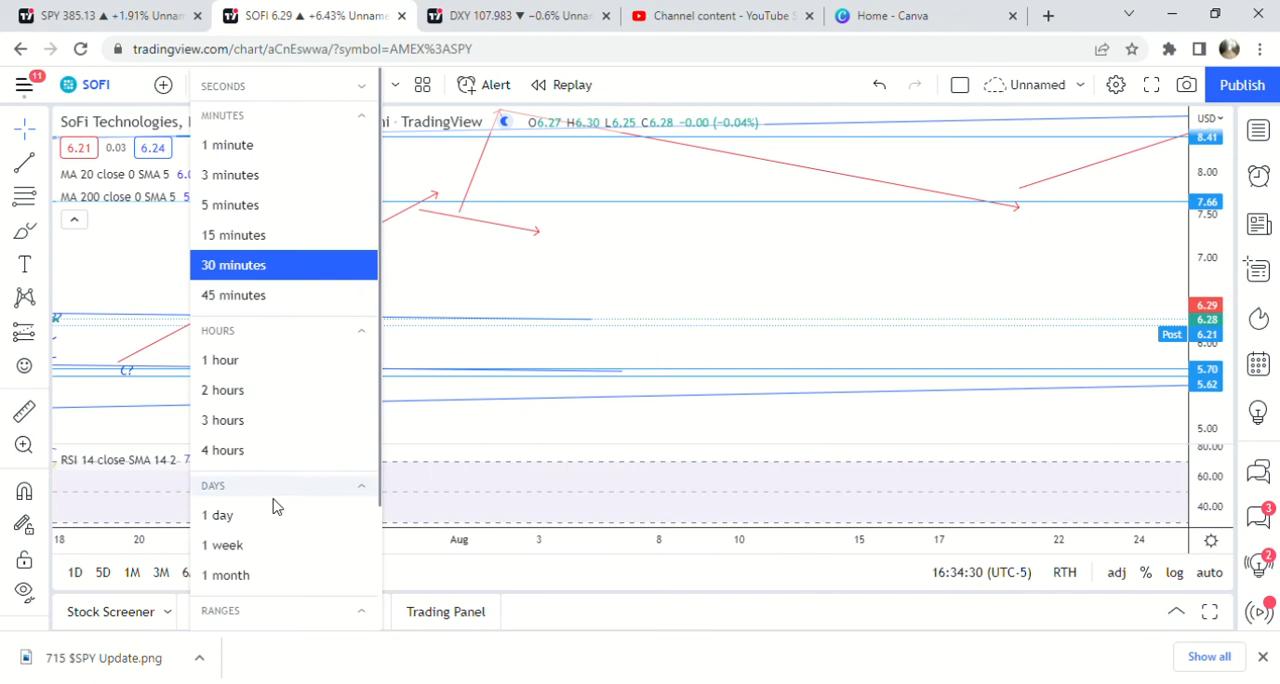 SPY 385.13 ▲ +1.91% Unnam
SOFI 6.29 ▲ +6.43% Unname
DXY 107.983 ▼ −0.6% Unna
Channel content - YouTube S
Home - Canva
tradingview.com/chart/aCnEswwa/?symbol=AMEX%3ASPY
11
SOFI
Alert
Replay
Unnamed
Publish
SECONDS
MINUTES
1 minute
3 minutes
5 minutes
15 minutes
30 minutes
45 minutes
HOURS
1 hour
2 hours
3 hours
4 hours
DAYS
1 day
1 week
1 month
RANGES
SoFi Technologies,
TradingView
O6.27 H6.30 L6.25 C6.28 −0.00 (−0.04%)
6.21 0.03 6.24
MA 20 close 0 SMA 5
MA 200 close 0 SMA 5
C?
RSI 14 close SMA 14 2
USD
8.41
8.00
7.66
7.50
7.00
6.29
6.28
Post 6.21
6.00
5.70
5.62
5.00
80.00
60.00
40.00
18 20 Aug 3 8 10 15 17 22 24
1D 5D 1M 3M
16:34:30 (UTC-5) RTH adj % log auto
Stock Screener
Trading Panel
3
2
715 $SPY Update.png
Show all